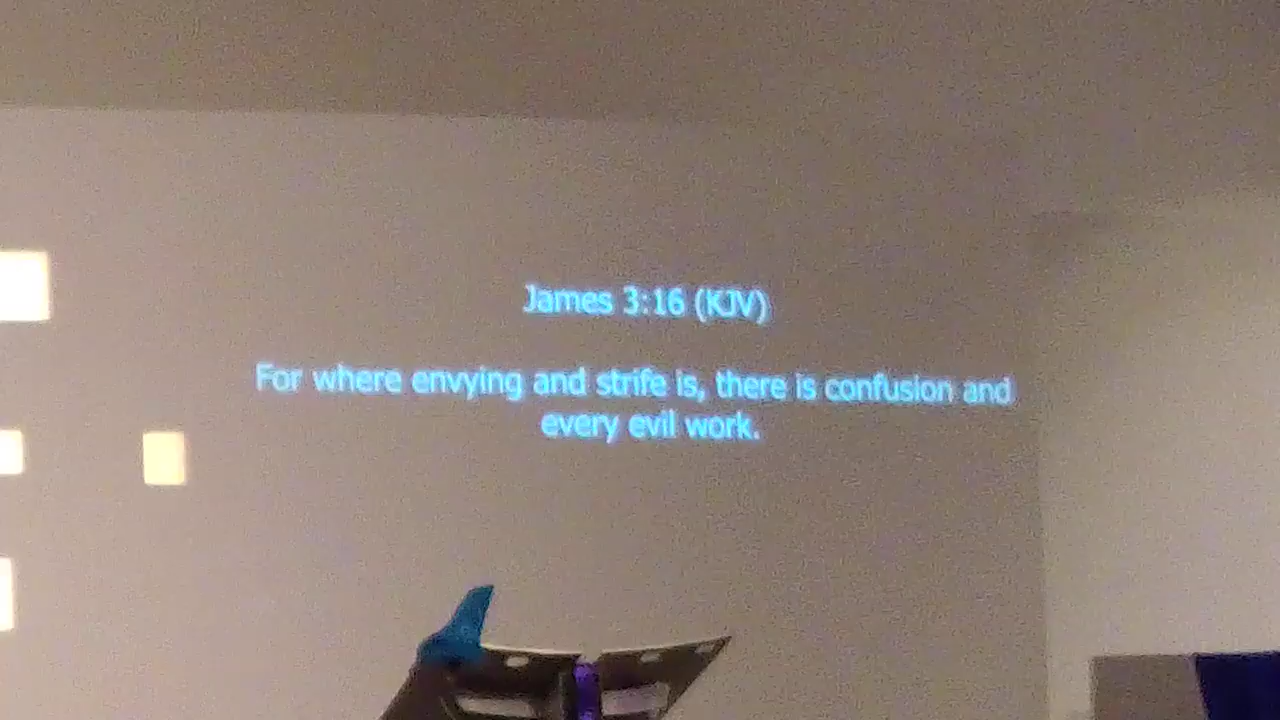 James 3:16 (KJV)
For where envying and strife is, there is confusion and
every evil work.